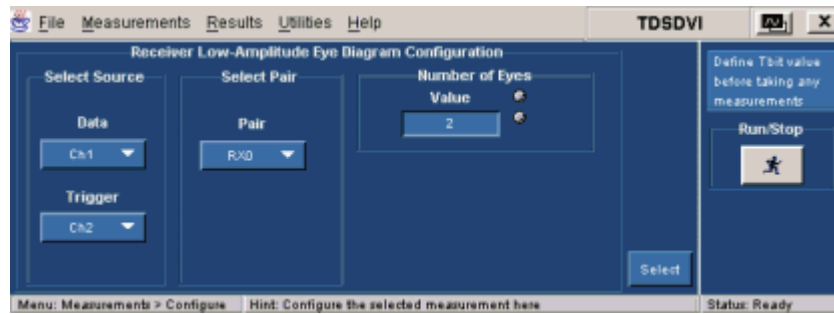 File Measurements Results Utilities Help TDSDVI X
Receiver Low-Amplitude Eye Diagram Configuration
Select Source
Data
Ch1
Trigger
Ch2
Select Pair
Pair
RX0
Number of Eyes
Value
2
Select
Define Tbit value
before taking any
measurements
Run/Stop
Menu: Measurements > Configure
Hint: Configure the selected measurement here
Status: Ready